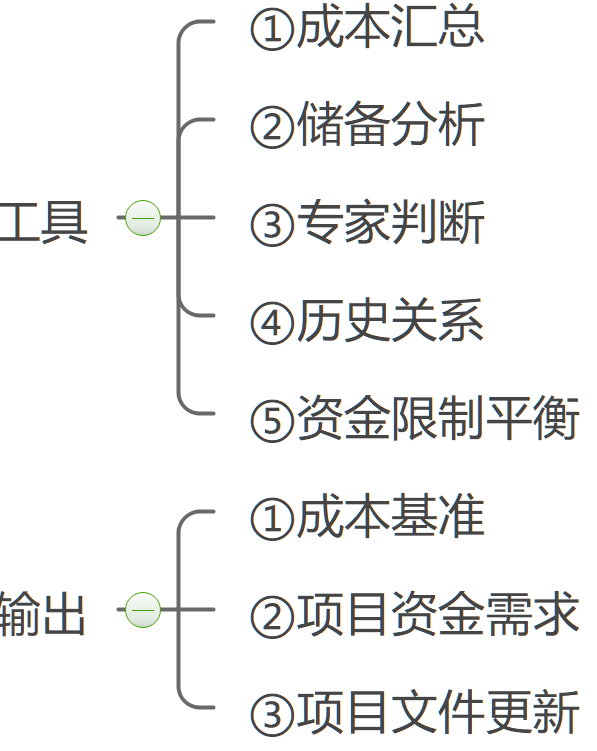 工具
①成本汇总
②储备分析
③专家判断
④历史关系
⑤资金限制平衡
输出
①成本基准
②项目资金需求
③项目文件更新